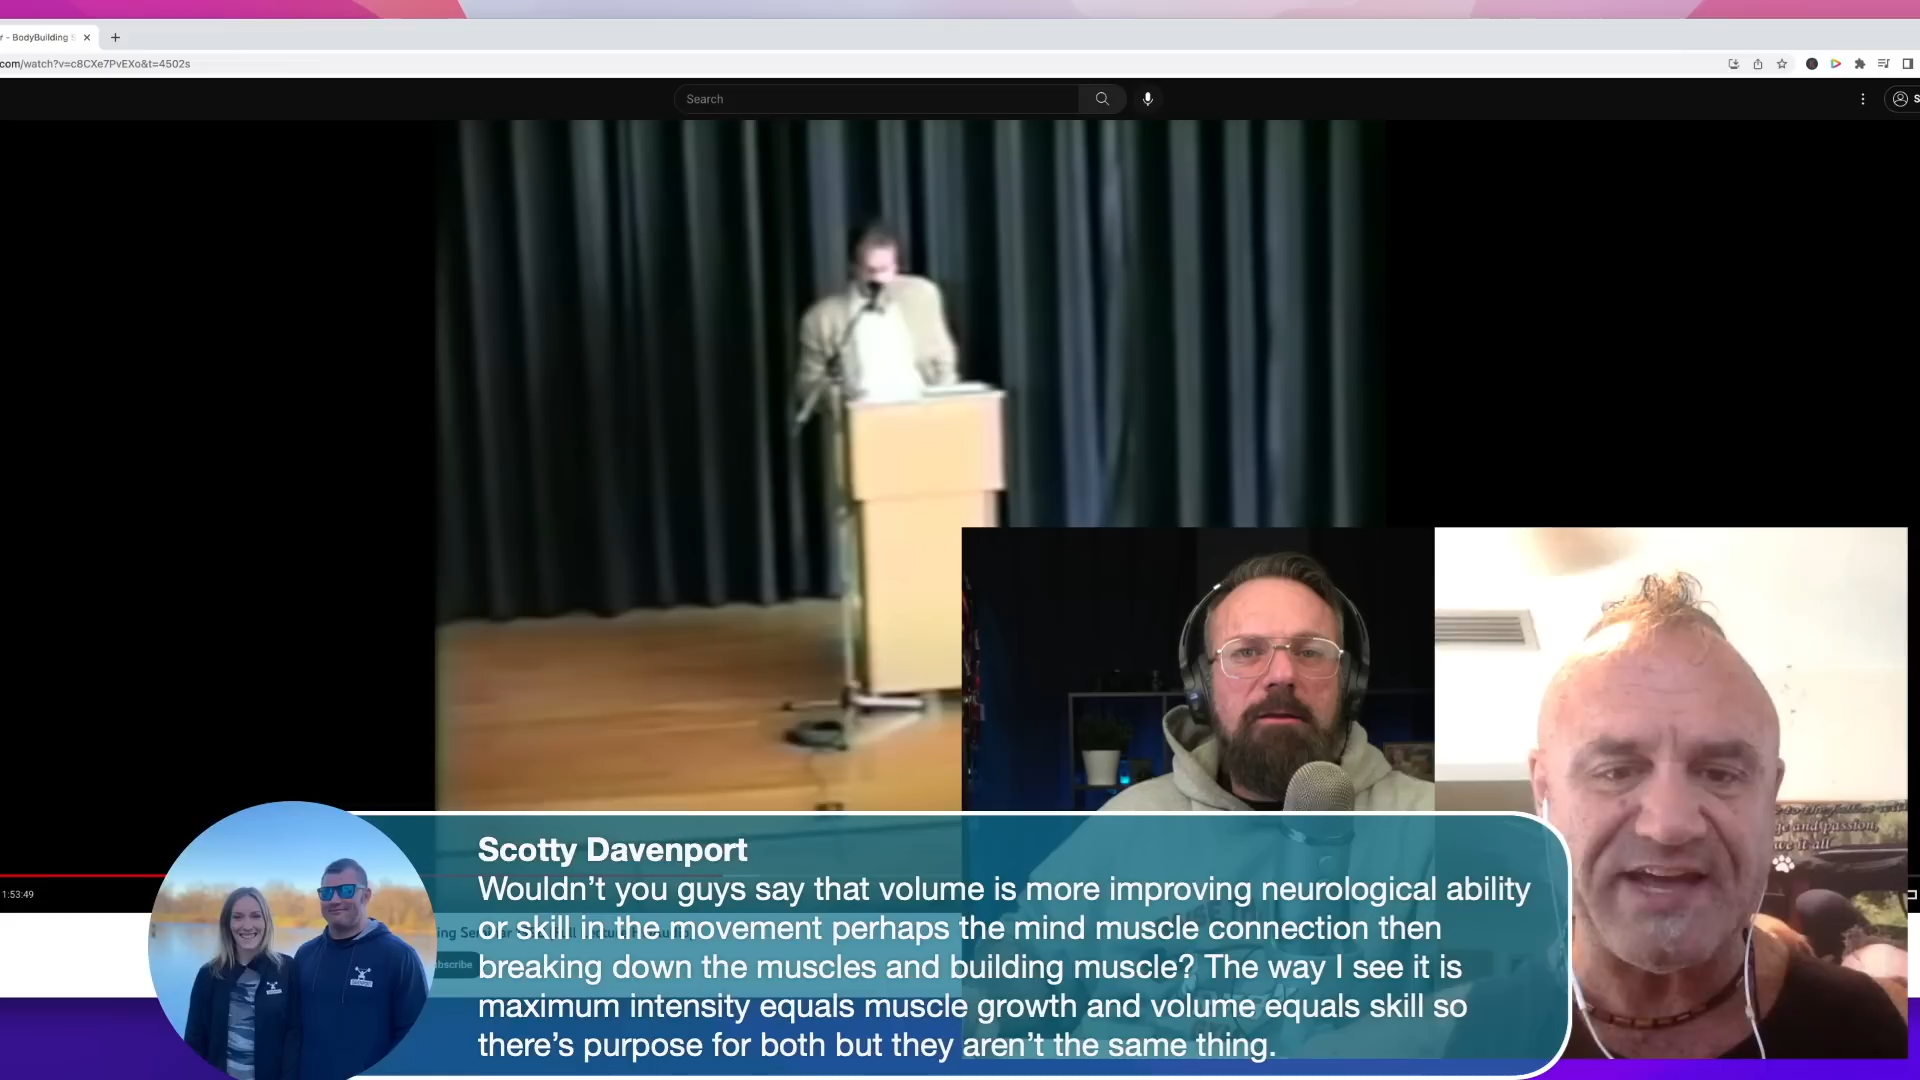 r - BodyBuilding S
com/watch?v=c8CXe7PvEXo&t=4502s
Search
S
1:53:49
Scotty Davenport
Wouldn't you guys say that volume is more improving neurological ability
or skill in the movement perhaps the mind muscle connection then
breaking down the muscles and building muscle? The way I see it is
maximum intensity equals muscle growth and volume equals skill so
there's purpose for both but they aren't the same thing.
and passion,